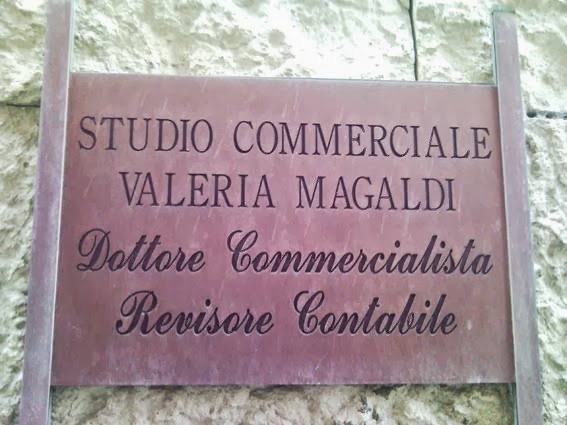 STUDIO COMMERCIALE
VALERIA MAGALDI
Dottore Commercialista
Revisore Contabile